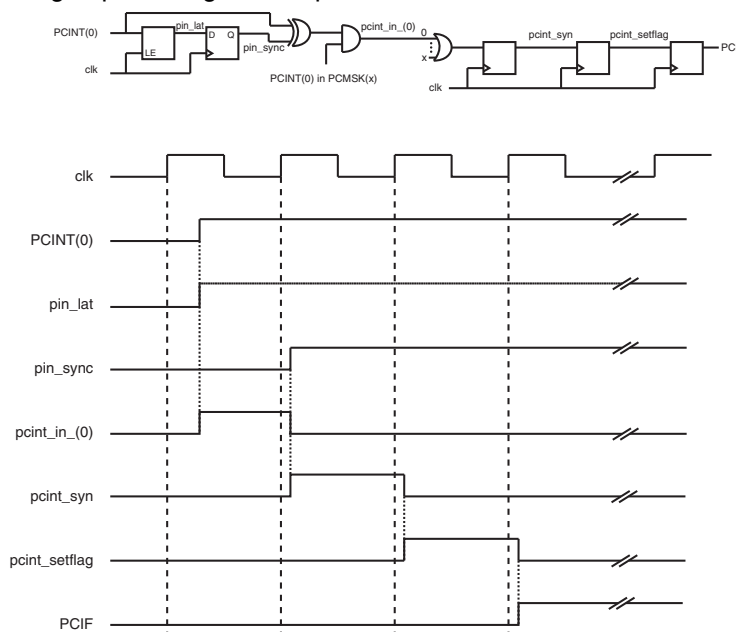 PCINT(0)
pin_lat
D Q
LE
pin_sync
clk
PCINT(0) in PCMSK(x)
pcint_in_(0)
0
x
clk
pcint_syn
pcint_setflag
PC
clk
PCINT(0)
pin_lat
pin_sync
pcint_in_(0)
pcint_syn
pcint_setflag
PCIF